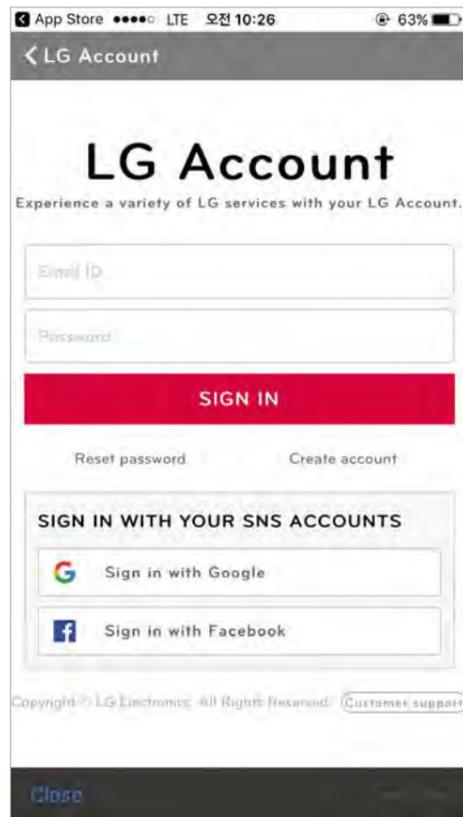 App Store LTE 오전 10:26 63%
LG Account
LG Account
Experience a variety of LG services with your LG Account.
Email ID
Password
SIGN IN
Reset password Create account
SIGN IN WITH YOUR SNS ACCOUNTS
Sign in with Google
Sign in with Facebook
Copyright © LG Electronics. All Rights Reserved. Customer support
Close